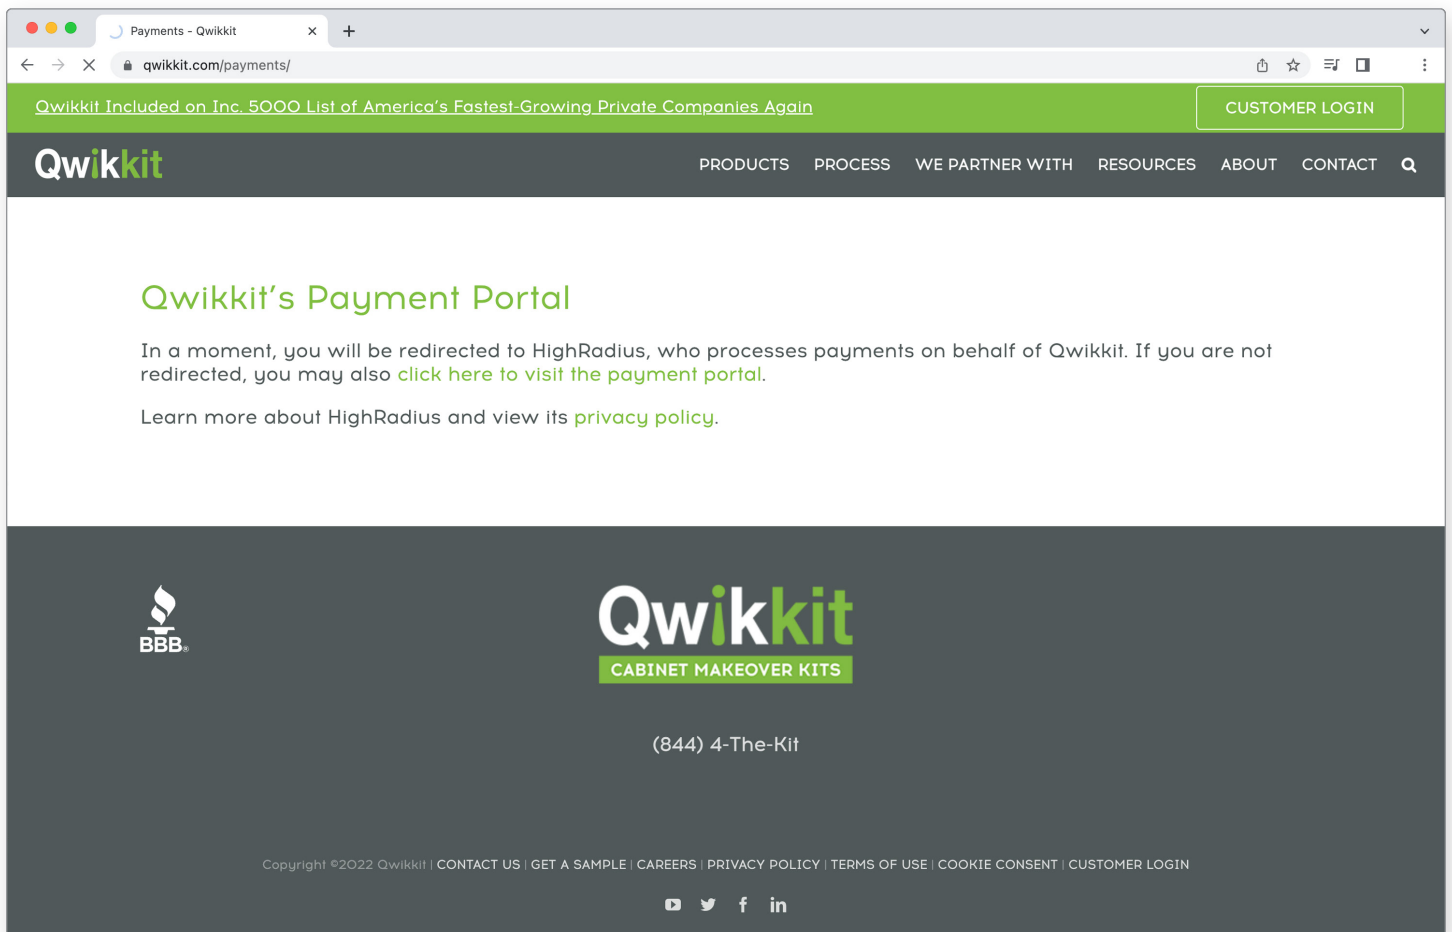 Payments - Qwikkit
qwikkit.com/payments/
Qwikkit Included on Inc. 5000 List of America's Fastest-Growing Private Companies Again
CUSTOMER LOGIN
Qwikkit
PRODUCTS PROCESS WE PARTNER WITH RESOURCES ABOUT CONTACT
Qwikkit's Payment Portal
In a moment, you will be redirected to HighRadius, who processes payments on behalf of Qwikkit. If you are not
redirected, you may also click here to visit the payment portal.
Learn more about HighRadius and view its privacy policy.
BBB®
Qwikkit
CABINET MAKEOVER KITS
(844) 4-The-Kit
Copyright ©2022 Qwikkit | CONTACT US | GET A SAMPLE | CAREERS | PRIVACY POLICY | TERMS OF USE | COOKIE CONSENT | CUSTOMER LOGIN